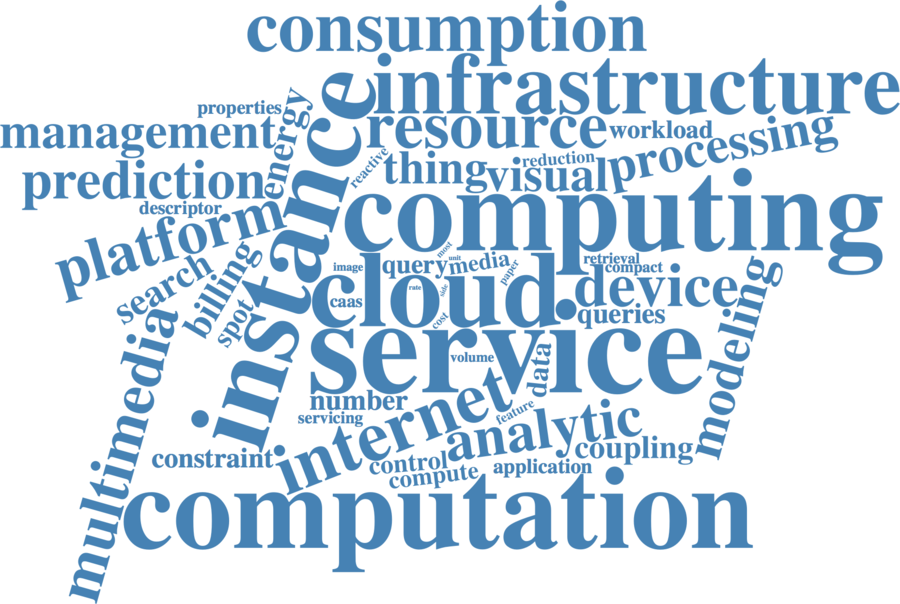 consumption
infrastructure
properties
energy
management
instance
resource
workload
processing
reactive
thing
reduction
visual
prediction
descriptor
computing
platform
search
billing
spot
most
unit
image
query
media
paper
retrieval
compact
rate
side
cloud
device
caas
cost
queries
modeling
multimedia
service
volume
data
number
servicing
internet
feature
analytic
coupling
constraint
control
compute
application
computation